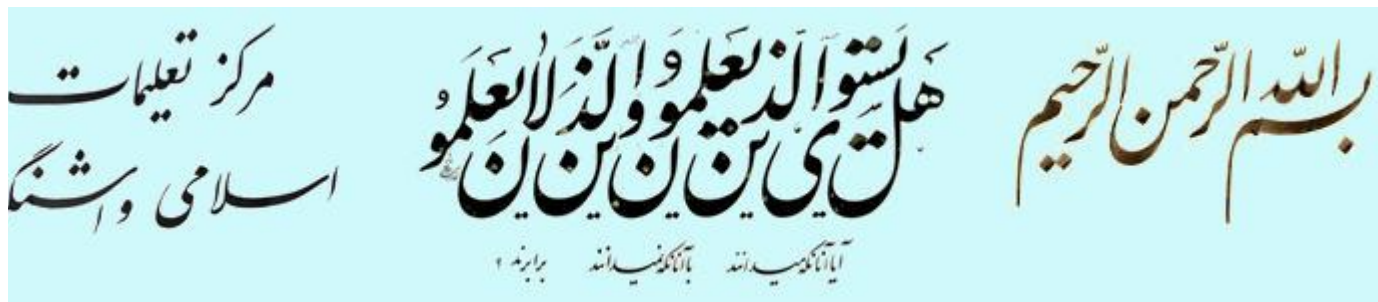 بسم الله الرحمن الرحيم
هل یستوی الذین یعلمون والذین لا یعلمون
آیا آنانکه میدانند با آنانکه نمیدانند برابرند ؟
مرکز تعلیمات
اسلامی واشنگ